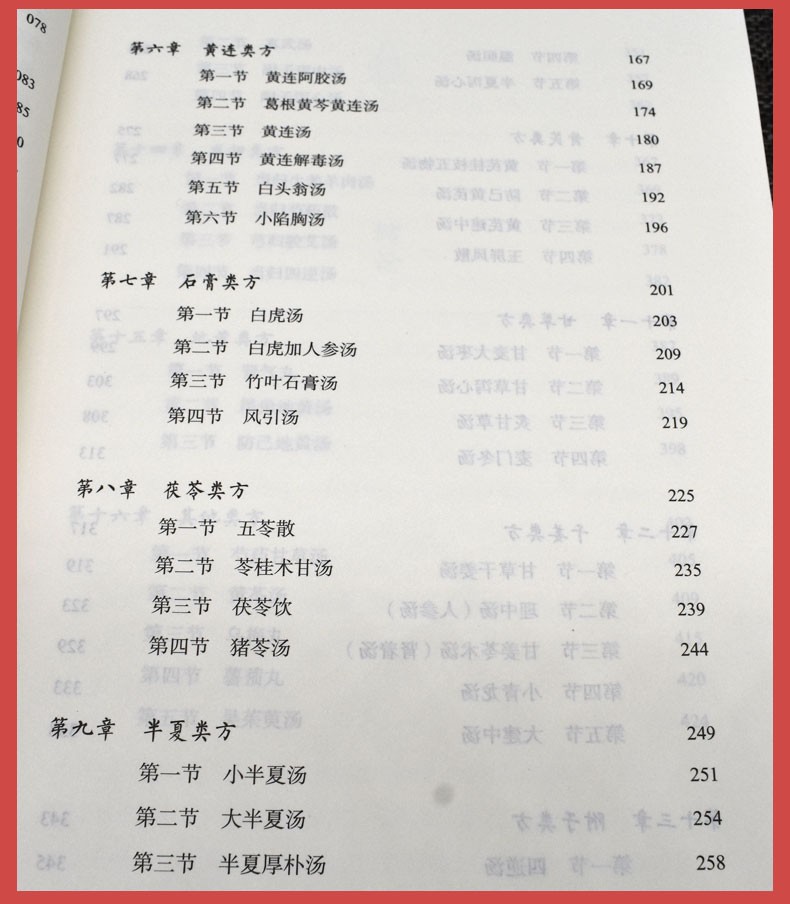 078
083
85
0
第六章 黄连类方 167
第一节 黄连阿胶汤 169
第二节 葛根黄芩黄连汤 174
第三节 黄连汤 180
第四节 黄连解毒汤 187
第五节 白头翁汤 192
第六节 小陷胸汤 196
第七章 石膏类方 201
第一节 白虎汤 203
第二节 白虎加人参汤 209
第三节 竹叶石膏汤 214
第四节 风引汤 219
第八章 茯苓类方 225
第一节 五苓散 227
第二节 苓桂术甘汤 235
第三节 茯苓饮 239
第四节 猪苓汤 244
第九章 半夏类方 249
第一节 小半夏汤 251
第二节 大半夏汤 254
第三节 半夏厚朴汤 258